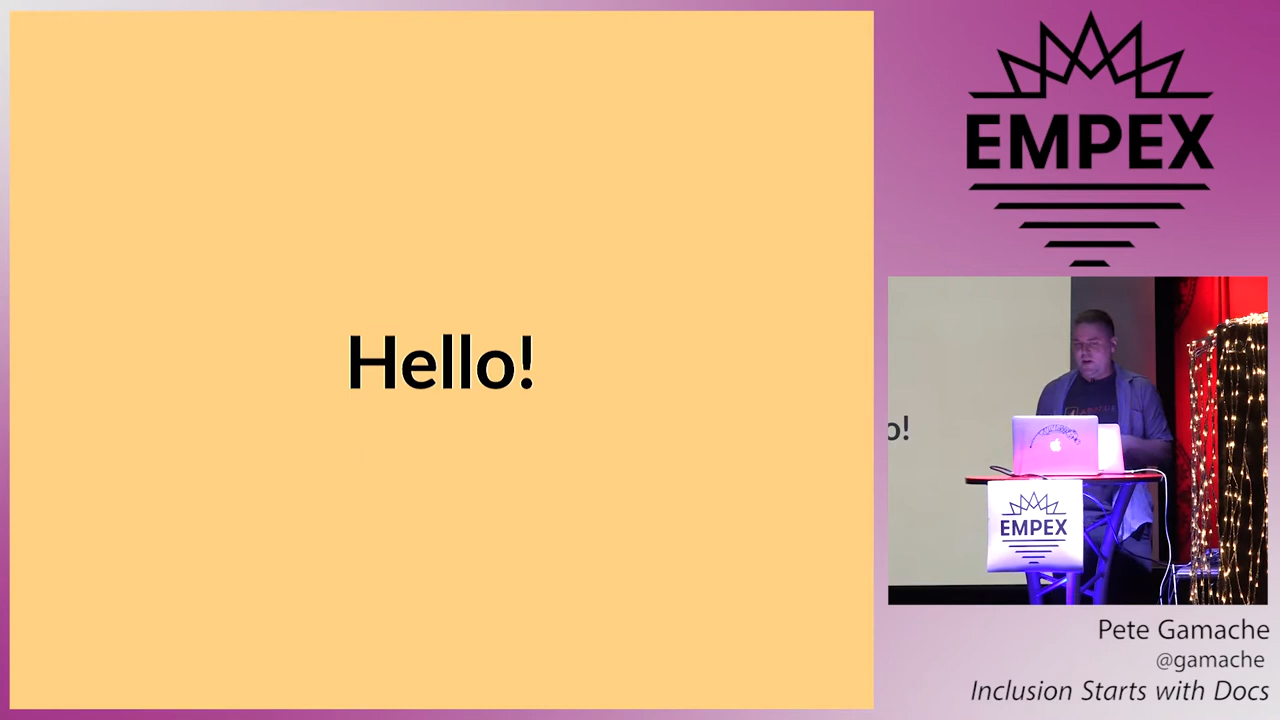 Hello!
EMPEX
o!
EMPEX
Pete Gamache
@gamache
Inclusion Starts with Docs